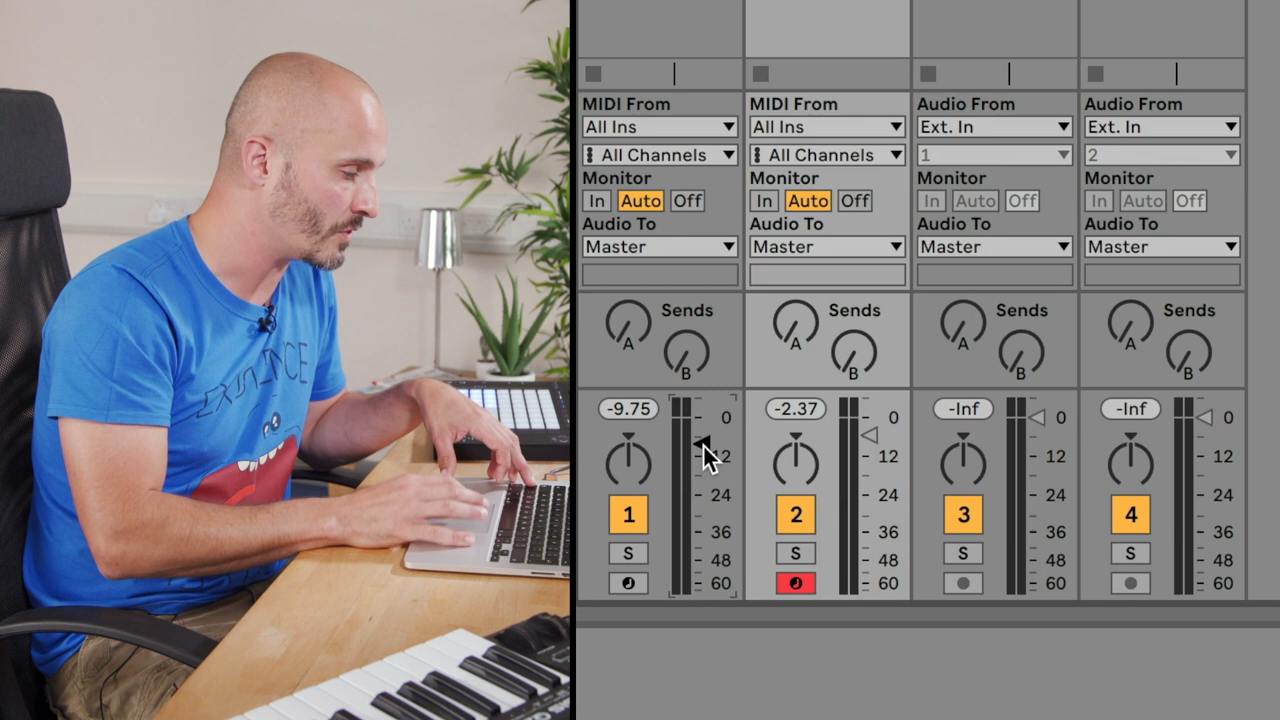 EXISTENCE
MIDI From
All Ins
All Channels
Monitor
In Auto Off
Audio To
Master
Sends
A
B
-9.75
0
12
24
36
48
60
1
S
MIDI From
All Ins
All Channels
Monitor
In Auto Off
Audio To
Master
Sends
A
B
-2.37
0
12
24
36
48
60
2
S
Audio From
Ext. In
1
Monitor
In Auto Off
Audio To
Master
Sends
A
B
-Inf
0
12
24
36
48
60
3
S
Audio From
Ext. In
2
Monitor
In Auto Off
Audio To
Master
Sends
A
B
-Inf
0
12
24
36
48
60
4
S